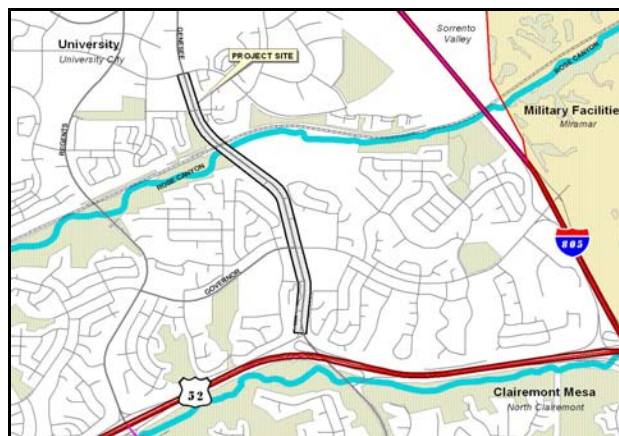 University
University City
GENESEE
PROJECT SITE
Sorrento
Valley
ROSE CANYON
Military Facilities
Miramar
REGENTS
ROSE CANYON
805
GOVERNOR
52
Clairemont Mesa
North Clairemont